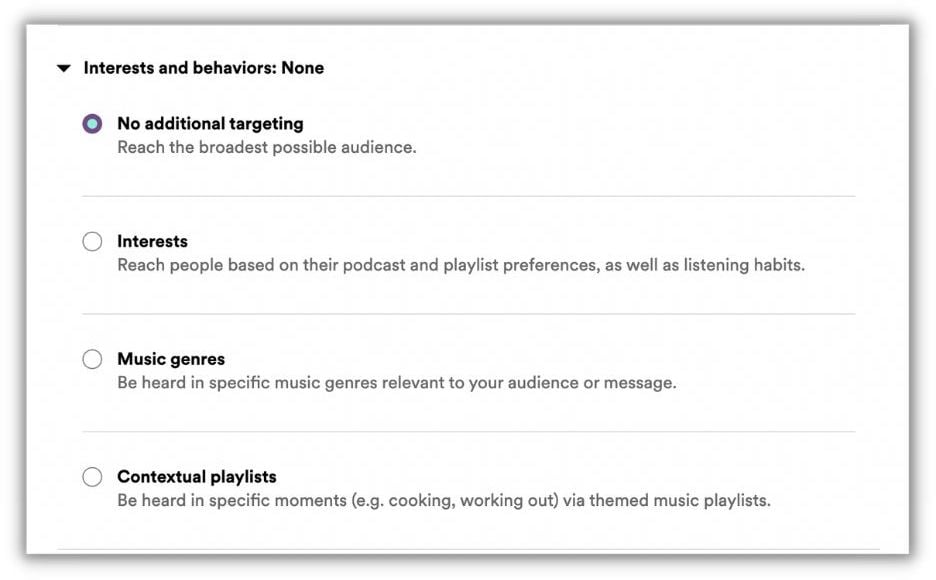 Interests and behaviors: None
No additional targeting
Reach the broadest possible audience.
Interests
Reach people based on their podcast and playlist preferences, as well as listening habits.
Music genres
Be heard in specific music genres relevant to your audience or message.
Contextual playlists
Be heard in specific moments (e.g. cooking, working out) via themed music playlists.